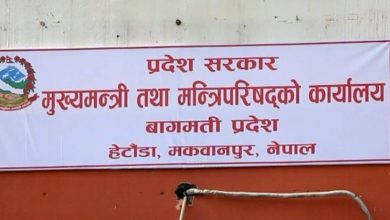 प्रदेश सरकार
मुख्यमन्त्री तथा मन्त्रिपरिषद्को कार्यालय
बागमती प्रदेश
हेटौंडा, मकवानपुर, नेपाल